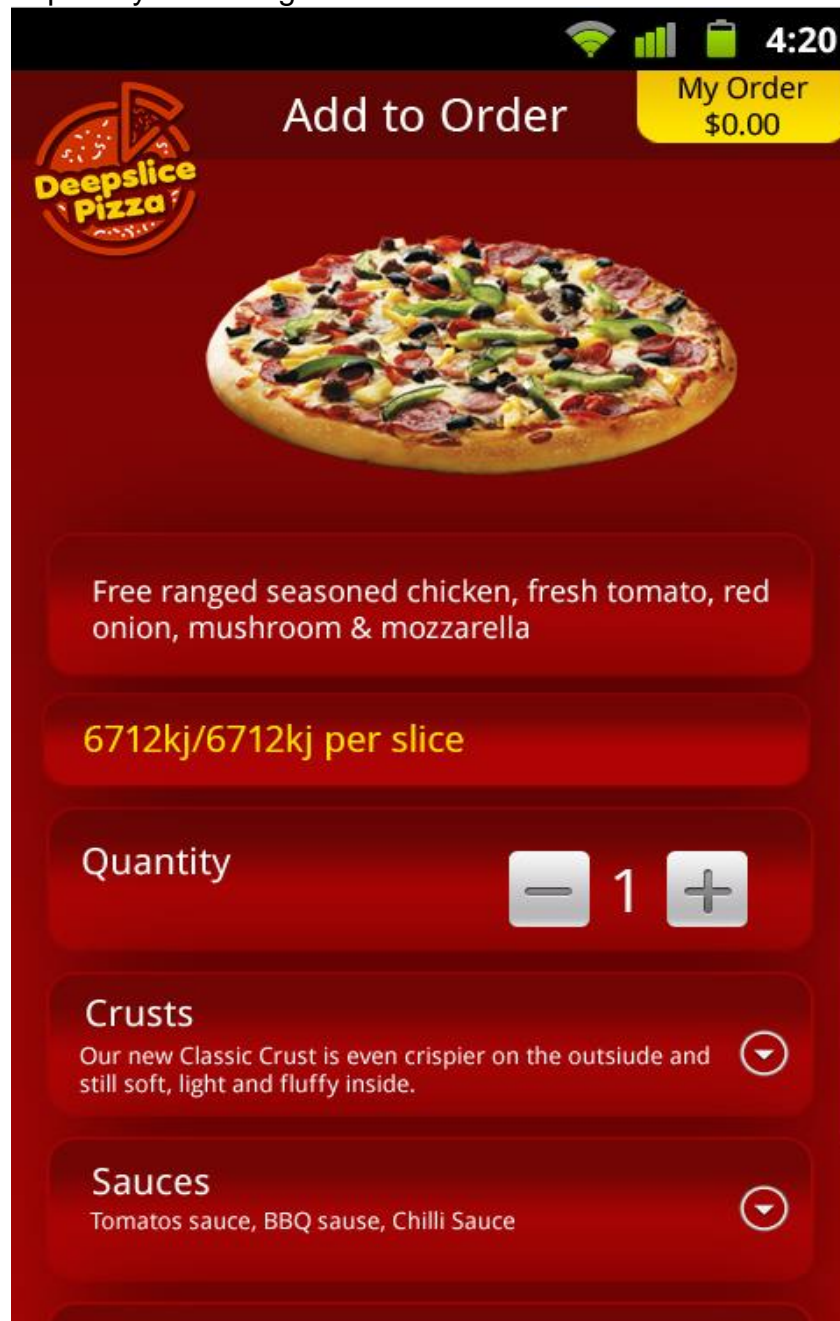 4:20
Add to Order
My Order
$0.00
Deepslice
Pizza
Free ranged seasoned chicken, fresh tomato, red
onion, mushroom & mozzarella
6712kj/6712kj per slice
Quantity
1
Crusts
Our new Classic Crust is even crispier on the outsiude and
still soft, light and fluffy inside.
Sauces
Tomatos sauce, BBQ sause, Chilli Sauce